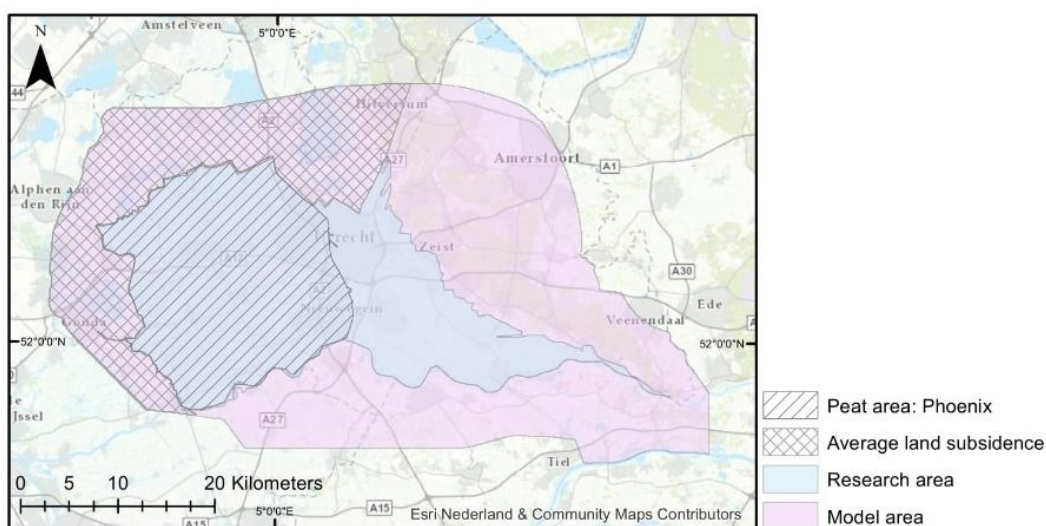 Amstelveen
5°0'0"E
N
44
Hilversum
A2
A27
Amersfoort
A1
Alphen aan
den Rijn
Utrecht
Zeist
A12
A30
Nieuwegein
Ede
Gouda
Veenendaal
52°0'0"N
52°0'0"N
IJssel
A27
Tiel
0 5 10 20 Kilometers
A15
5°0'0"E
A15
Esri Nederland & Community Maps Contributors
Peat area: Phoenix
Average land subsidence
Research area
Model area